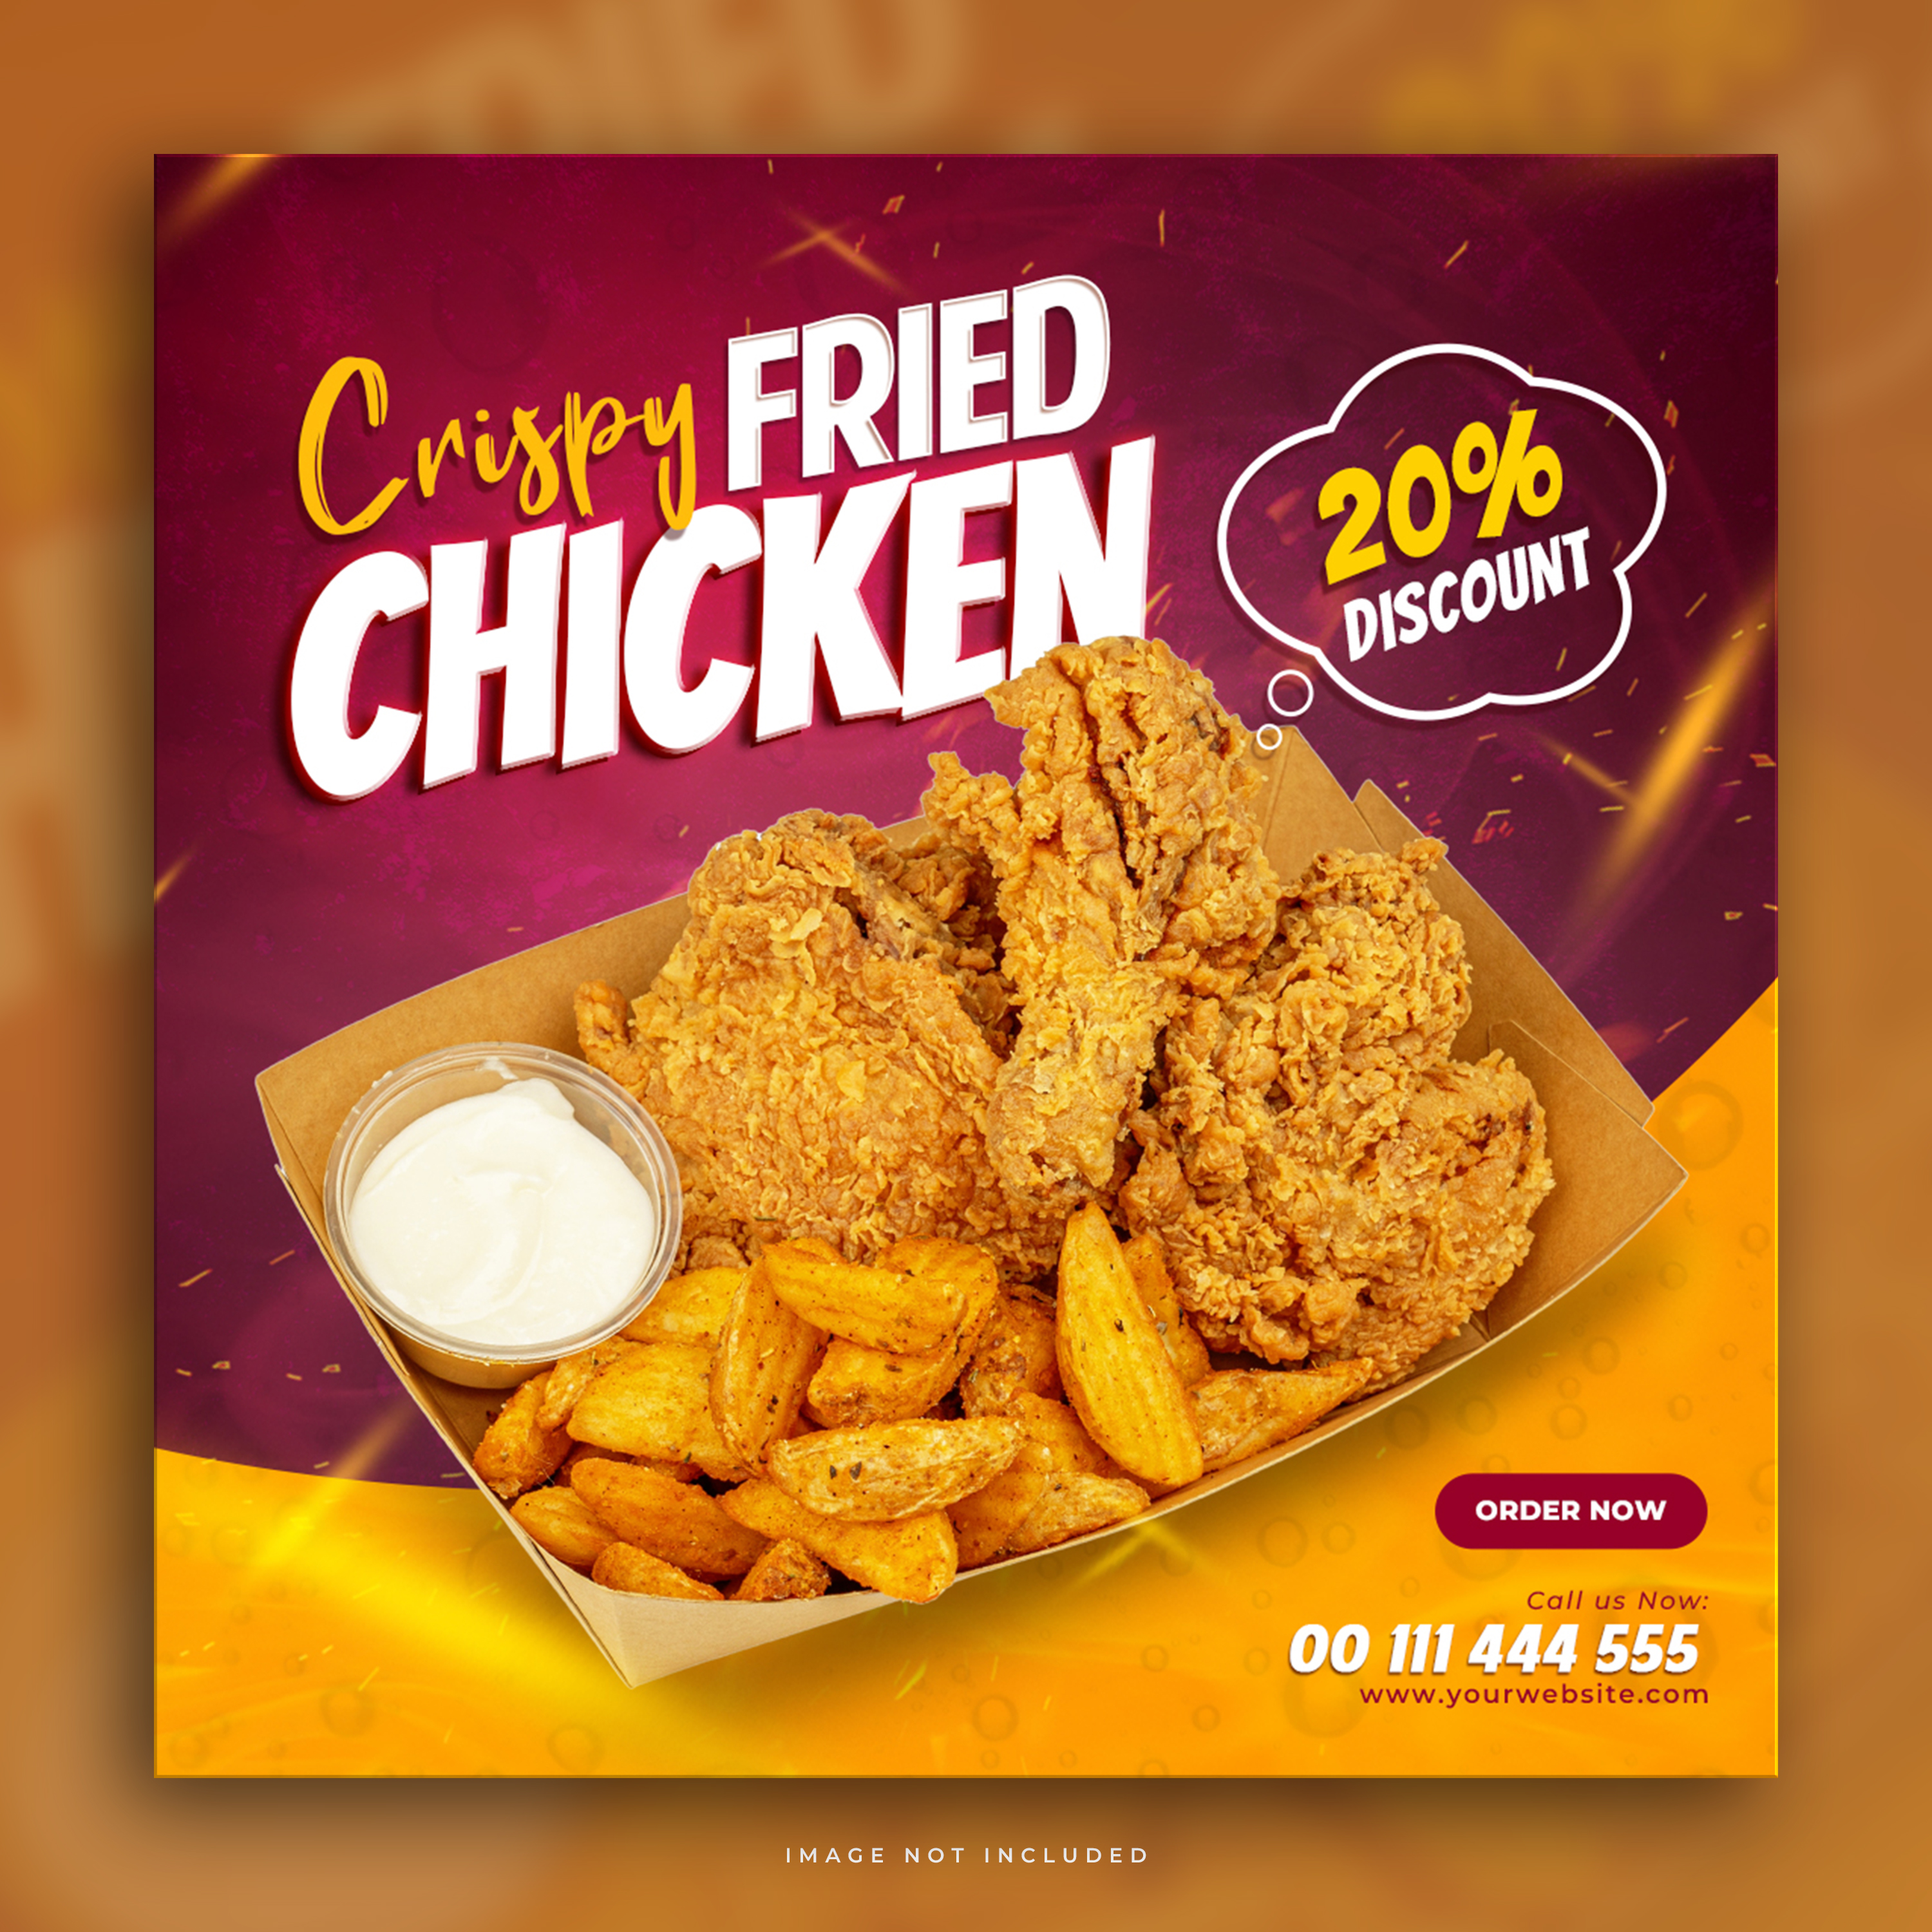 Crispy FRIED
CHICKEN
20%
DISCOUNT
ORDER NOW
Call us Now:
00 111 444 555
www.yourwebsite.com
IMAGE NOT INCLUDED